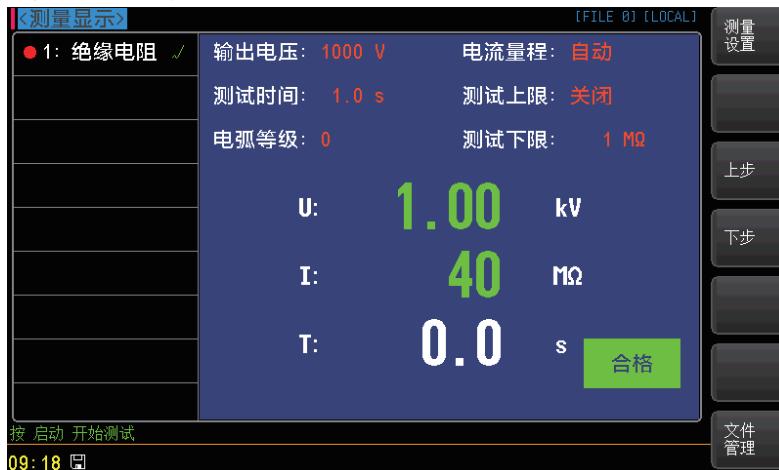 <测量显示>
[FILE 0] [LOCAL]
1: 绝缘电阻 ✓
输出电压: 1000 V
电流量程: 自动
测试时间: 1.0 s
测试上限: 关闭
电弧等级: 0
测试下限: 1 MΩ
U: 1.00 kV
I: 40 MΩ
T: 0.0 s
合格
测量
设置
上步
下步
文件
管理
按 启动 开始测试
09:18